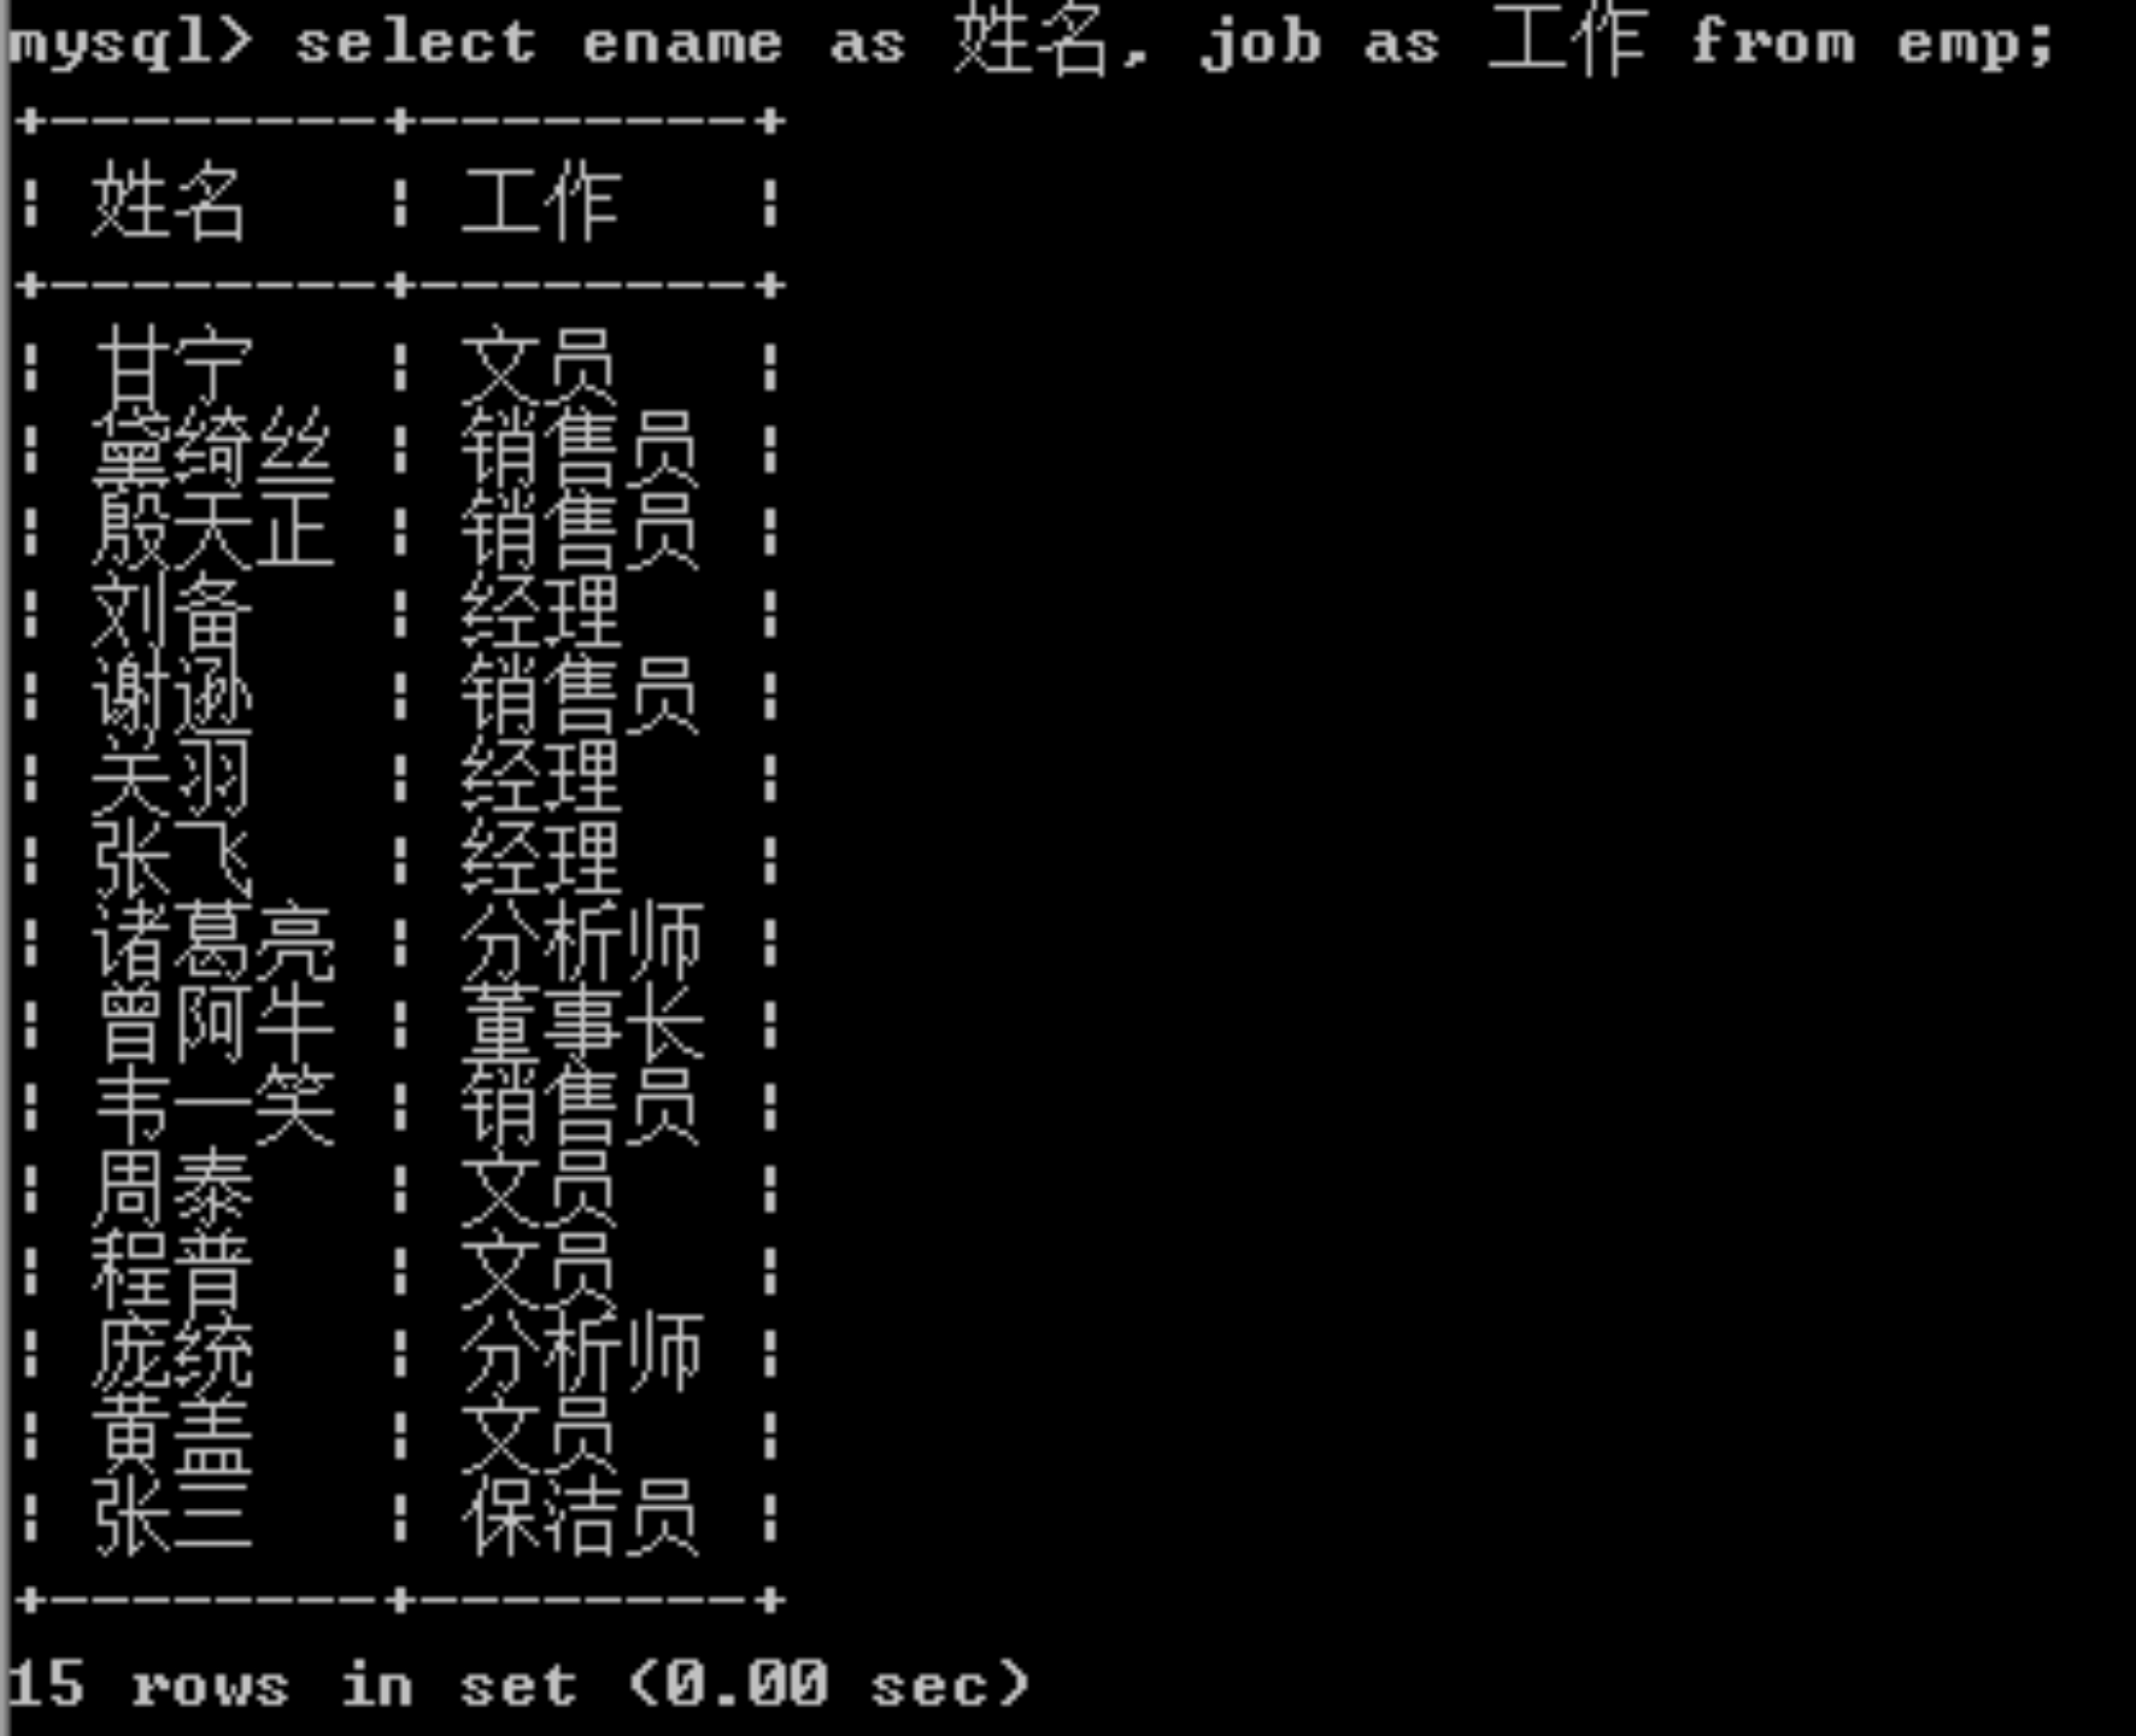 mysql> select ename as 姓名, job as 工作 from emp;
+---------+--------+
| 姓名 | 工作 |
+---------+--------+
| 甘宁 | 文员 |
| 黛绮丝 | 销售员 |
| 殷天正 | 销售员 |
| 刘备 | 经理 |
| 谢逊 | 销售员 |
| 关羽 | 经理 |
| 张飞 | 经理 |
| 诸葛亮 | 分析师 |
| 曾阿牛 | 董事长 |
| 韦一笑 | 销售员 |
| 周泰 | 文员 |
| 程普 | 文员 |
| 庞统 | 分析师 |
| 黄盖 | 文员 |
| 张三 | 保洁员 |
+---------+--------+
15 rows in set (0.00 sec)